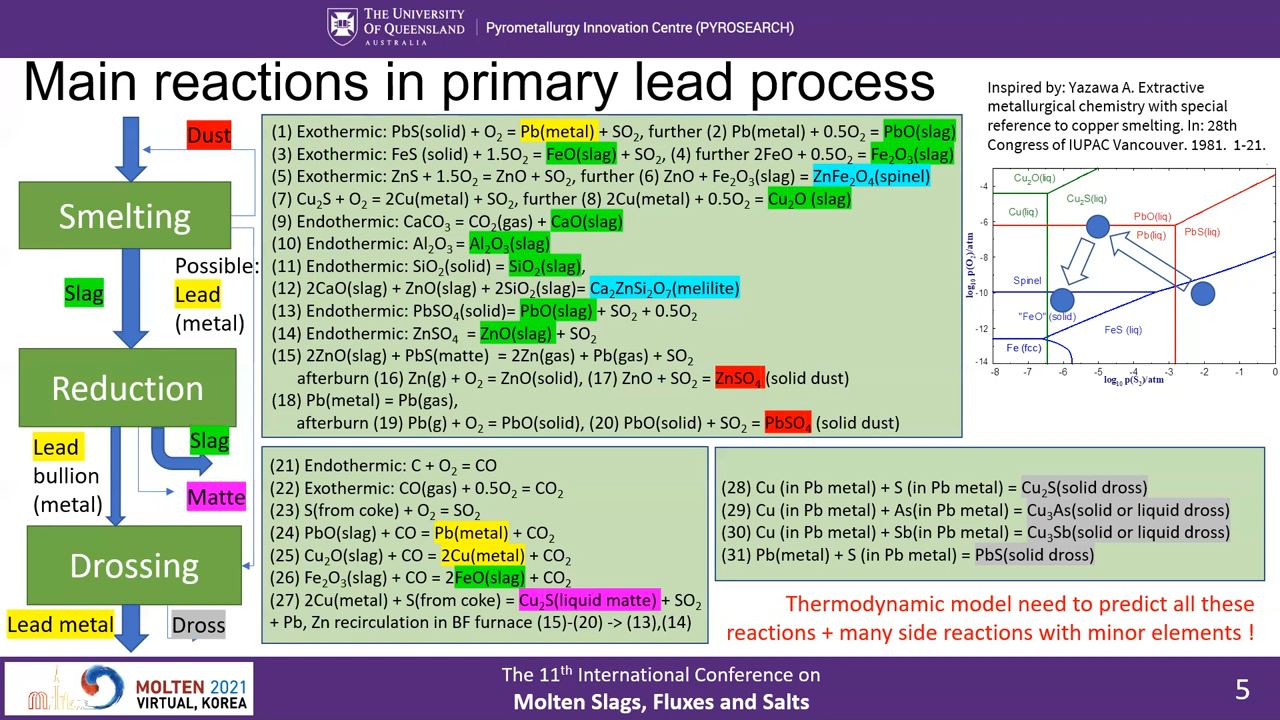 THE UNIVERSITY
OF QUEENSLAND
AUSTRALIA
Pyrometallurgy Innovation Centre (PYROSEARCH)
Main reactions in primary lead process
Inspired by: Yazawa A. Extractive
metallurgical chemistry with special
reference to copper smelting. In: 28th
Congress of IUPAC Vancouver. 1981. 1-21.
Dust
Smelting
Slag
Possible:
Lead
(metal)
Reduction
Lead
bullion
(metal)
Slag
Matte
Drossing
Lead metal
Dross
(1) Exothermic: PbS(solid) + O₂ = Pb(metal) + SO₂, further (2) Pb(metal) + 0.5O₂ = PbO(slag)
(3) Exothermic: FeS (solid) + 1.5O₂ = FeO(slag) + SO₂, (4) further 2FeO + 0.5O₂ = Fe₂O₃(slag)
(5) Exothermic: ZnS + 1.5O₂ = ZnO + SO₂, further (6) ZnO + Fe₂O₃(slag) = ZnFe₂O₄(spinel)
(7) Cu₂S + O₂ = 2Cu(metal) + SO₂, further (8) 2Cu(metal) + 0.5O₂ = Cu₂O (slag)
(9) Endothermic: CaCO₃ = CO₂(gas) + CaO(slag)
(10) Endothermic: Al₂O₃ = Al₂O₃(slag)
(11) Endothermic: SiO₂(solid) = SiO₂(slag),
(12) 2CaO(slag) + ZnO(slag) + 2SiO₂(slag)= Ca₂ZnSi₂O₇(melilite)
(13) Endothermic: PbSO₄(solid)= PbO(slag) + SO₂ + 0.5O₂
(14) Endothermic: ZnSO₄ = ZnO(slag) + SO₂
(15) 2ZnO(slag) + PbS(matte) = 2Zn(gas) + Pb(gas) + SO₂
afterburn (16) Zn(g) + O₂ = ZnO(solid), (17) ZnO + SO₂ = ZnSO₄ (solid dust)
(18) Pb(metal) = Pb(gas),
afterburn (19) Pb(g) + O₂ = PbO(solid), (20) PbO(solid) + SO₂ = PbSO₄ (solid dust)
(21) Endothermic: C + O₂ = CO
(22) Exothermic: CO(gas) + 0.5O₂ = CO₂
(23) S(from coke) + O₂ = SO₂
(24) PbO(slag) + CO = Pb(metal) + CO₂
(25) Cu₂O(slag) + CO = 2Cu(metal) + CO₂
(26) Fe₂O₃(slag) + CO = 2FeO(slag) + CO₂
(27) 2Cu(metal) + S(from coke) = Cu₂S(liquid matte) + SO₂
+ Pb, Zn recirculation in BF furnace (15)-(20) -> (13),(14)
(28) Cu (in Pb metal) + S (in Pb metal) = Cu₂S(solid dross)
(29) Cu (in Pb metal) + As(in Pb metal) = Cu₃As(solid or liquid dross)
(30) Cu (in Pb metal) + Sb(in Pb metal) = Cu₃Sb(solid or liquid dross)
(31) Pb(metal) + S (in Pb metal) = PbS(solid dross)
Thermodynamic model need to predict all these
reactions + many side reactions with minor elements !
log₁₀ p(O₂)/atm
-4
-6
-8
-10
-12
-14
Cu₂O(liq)
Cu₂S(liq)
Cu(liq)
PbO(liq)
Pb(liq)
PbS(liq)
Spinel
"FeO" (solid)
FeS (liq)
Fe (fcc)
-8 -7 -6 -5 -4 -3 -2 -1 0
log₁₀ p(S₂)/atm
MOLTEN 2021
VIRTUAL, KOREA
The 11th International Conference on
Molten Slags, Fluxes and Salts
5